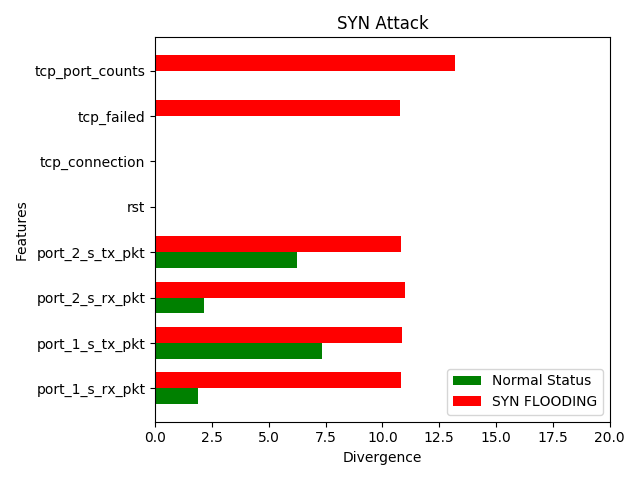 SYN Attack
Features
tcp_port_counts
tcp_failed
tcp_connection
rst
port_2_s_tx_pkt
port_2_s_rx_pkt
port_1_s_tx_pkt
port_1_s_rx_pkt
Normal Status
SYN FLOODING
0.0 2.5 5.0 7.5 10.0 12.5 15.0 17.5 20.0
Divergence